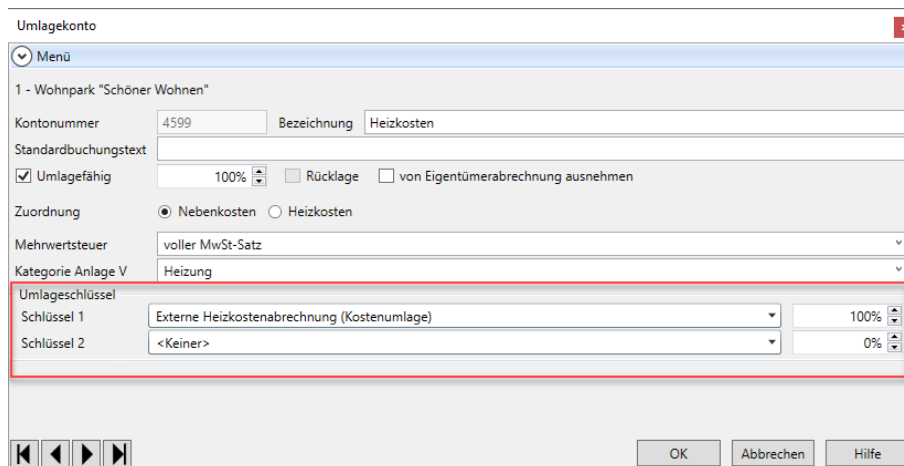 Umlagekonto
Menü
1 - Wohnpark "Schöner Wohnen"
Kontonummer 4599 Bezeichnung Heizkosten
Standardbuchungstext
Umlagefähig 100% Rücklage von Eigentümerabrechnung ausnehmen
Zuordnung Nebenkosten Heizkosten
Mehrwertsteuer voller MwSt-Satz
Kategorie Anlage V Heizung
Umlageschlüssel
Schlüssel 1 Externe Heizkostenabrechnung (Kostenumlage) 100%
Schlüssel 2 <Keiner> 0%
OK Abbrechen Hilfe